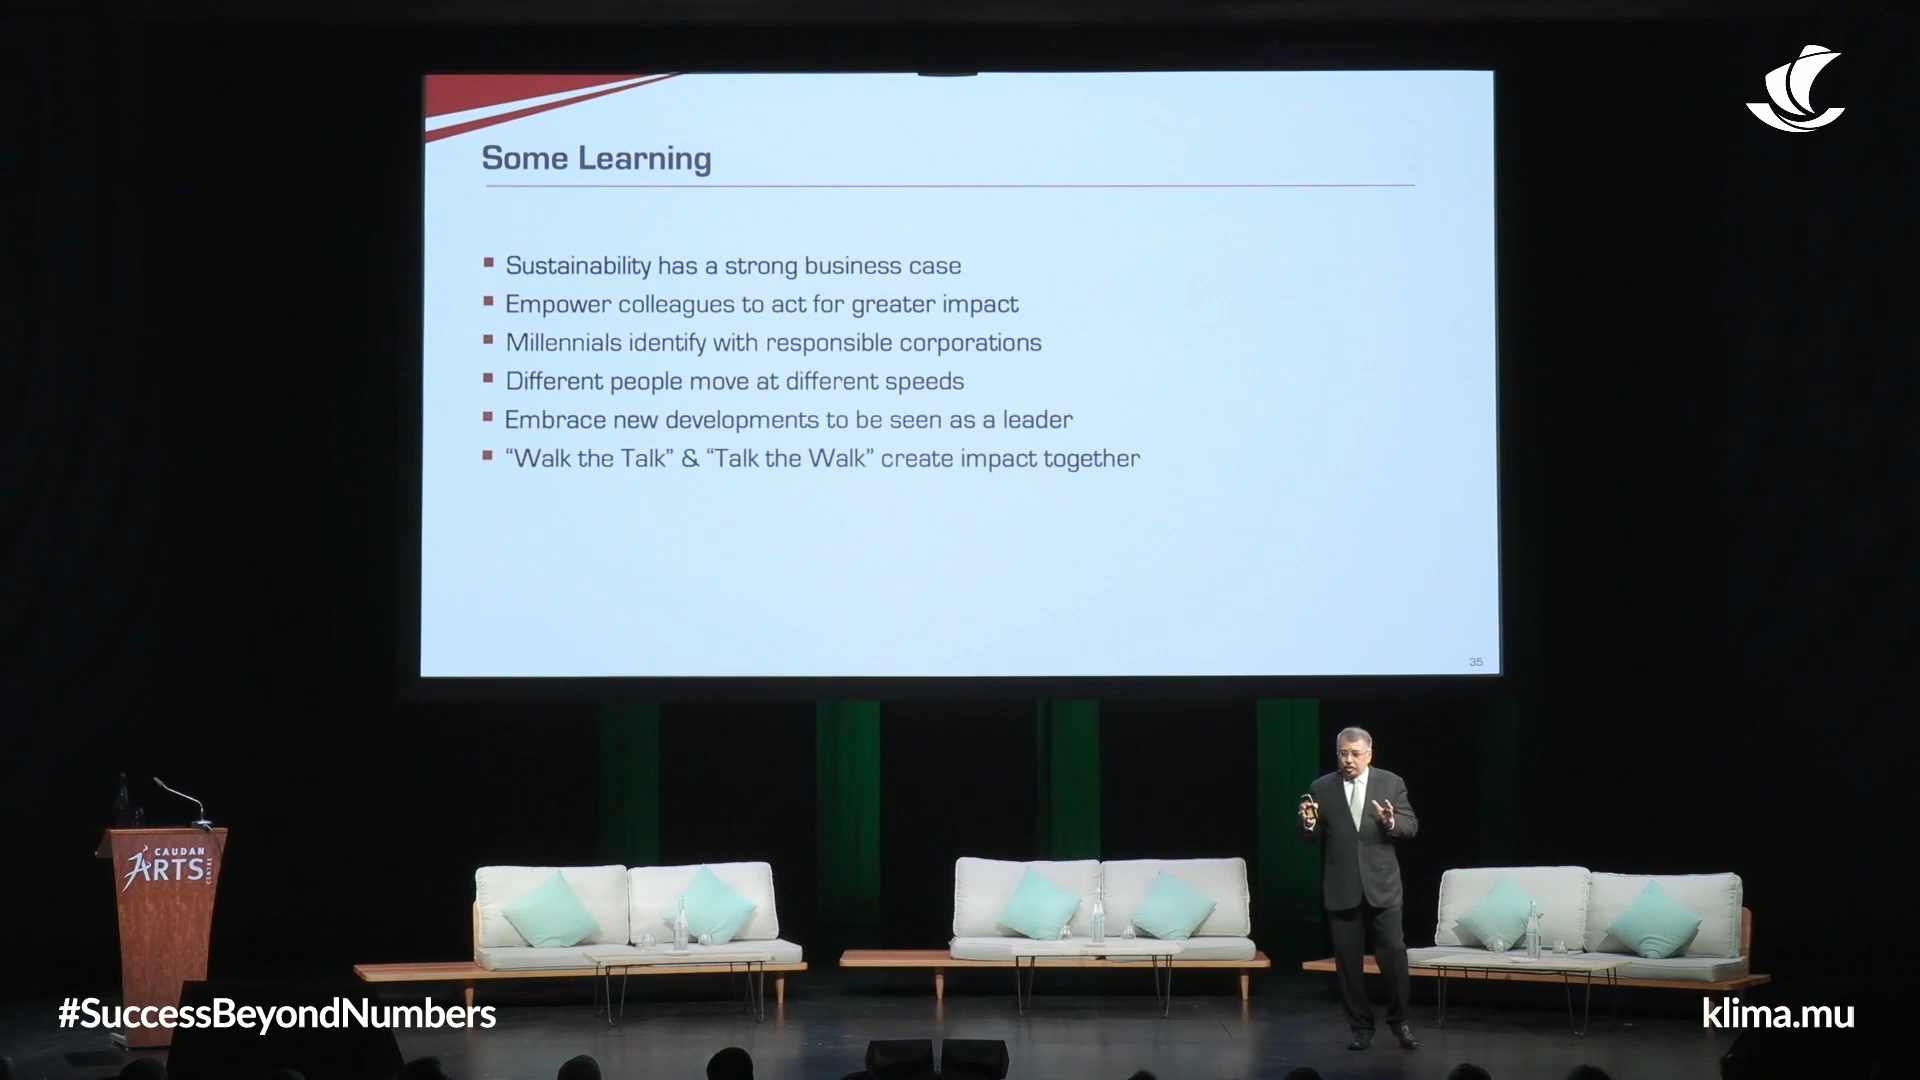 Some Learning
Sustainability has a strong business case
Empower colleagues to act for greater impact
Millennials identify with responsible corporations
Different people move at different speeds
Embrace new developments to be seen as a leader
“Walk the Talk” & “Talk the Walk” create impact together
35
CAUDAN
ARTS
CENTRE
#SuccessBeyondNumbers
klima.mu